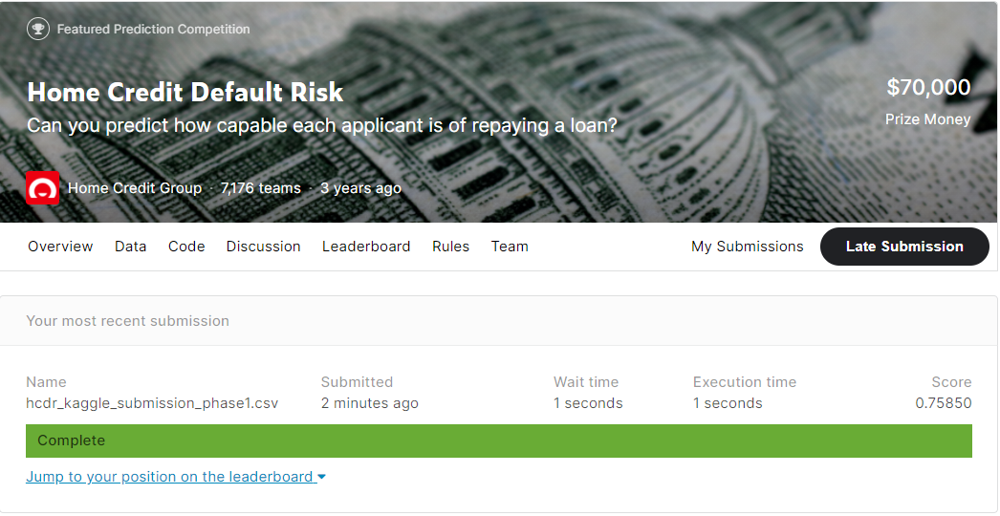 Featured Prediction Competition
Home Credit Default Risk
Can you predict how capable each applicant is of repaying a loan?
$70,000
Prize Money
Home Credit Group · 7,176 teams · 3 years ago
Overview Data Code Discussion Leaderboard Rules Team My Submissions Late Submission
Your most recent submission
Name Submitted Wait time Execution time Score
hcdr_kaggle_submission_phase1.csv 2 minutes ago 1 seconds 1 seconds 0.75850
Complete
Jump to your position on the leaderboard